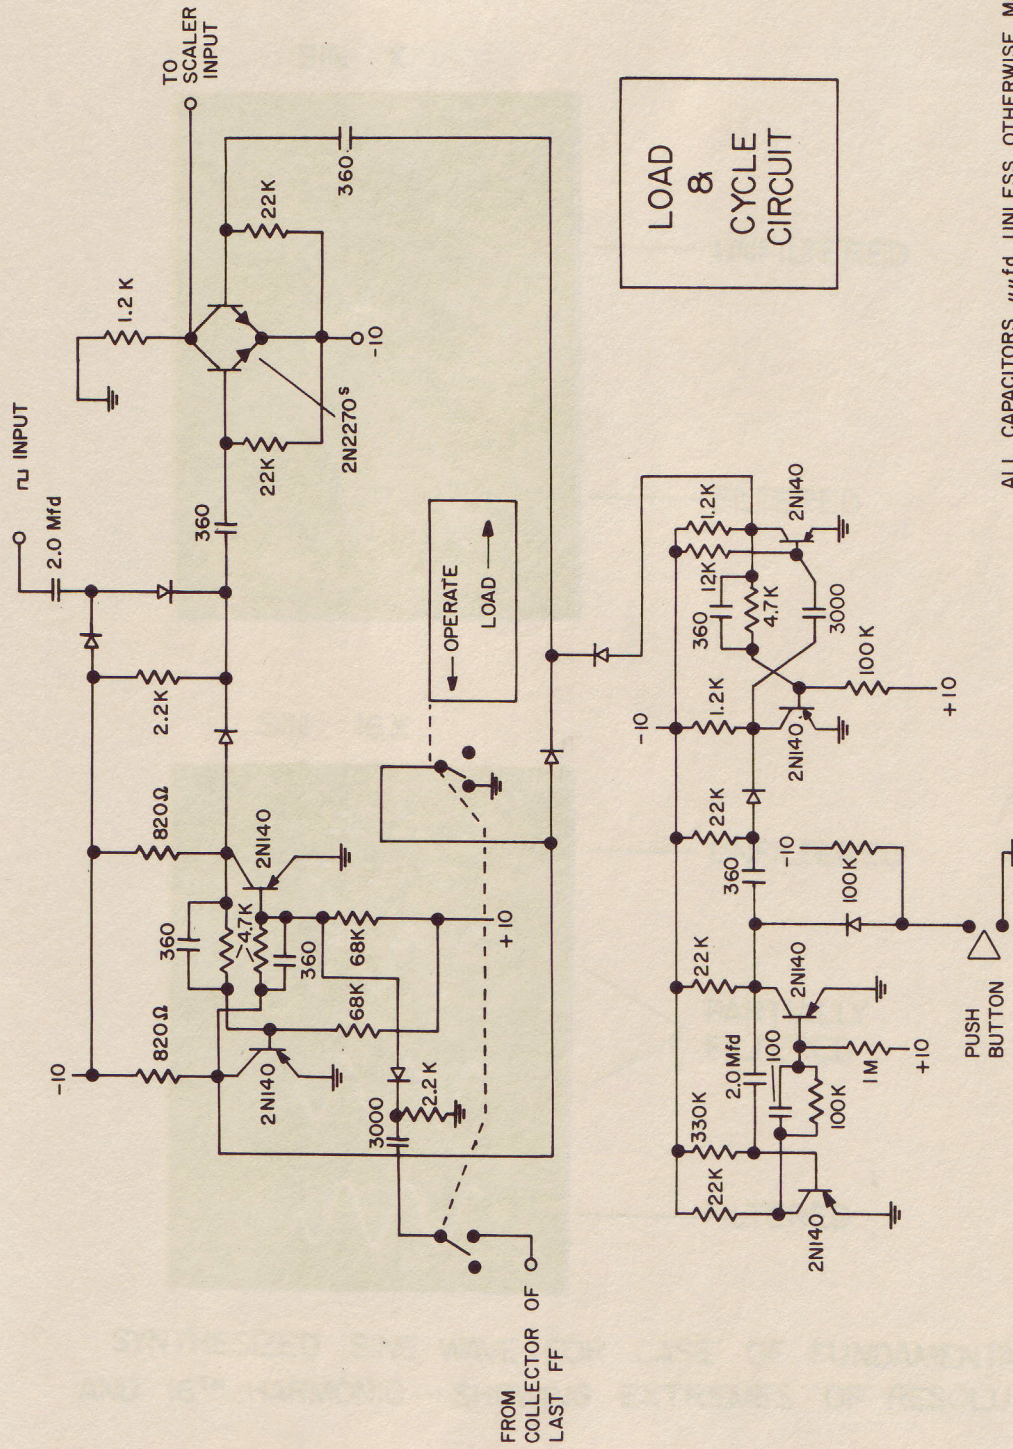 TO
SCALER
INPUT
⊓⊔ INPUT
2.0 Mfd
1.2 K
360
22K
22K
360
2N2270s
-10
-10
820Ω
820Ω
2.2K
360
4.7K
360
2N140
2N140
68K
68K
+10
3000
2.2K
← OPERATE
LOAD →
FROM
COLLECTOR OF
LAST FF
LOAD
&
CYCLE
CIRCUIT
-10
22K
330K
22K
22K
1.2K
12K
1.2K
2.0 Mfd
100
100K
1M
+10
2N140
2N140
360
-10
100K
PUSH
BUTTON
360
4.7K
3000
100K
+10
2N140
2N140
ALL CAPACITORS μμfd UNLESS OTHERWISE M